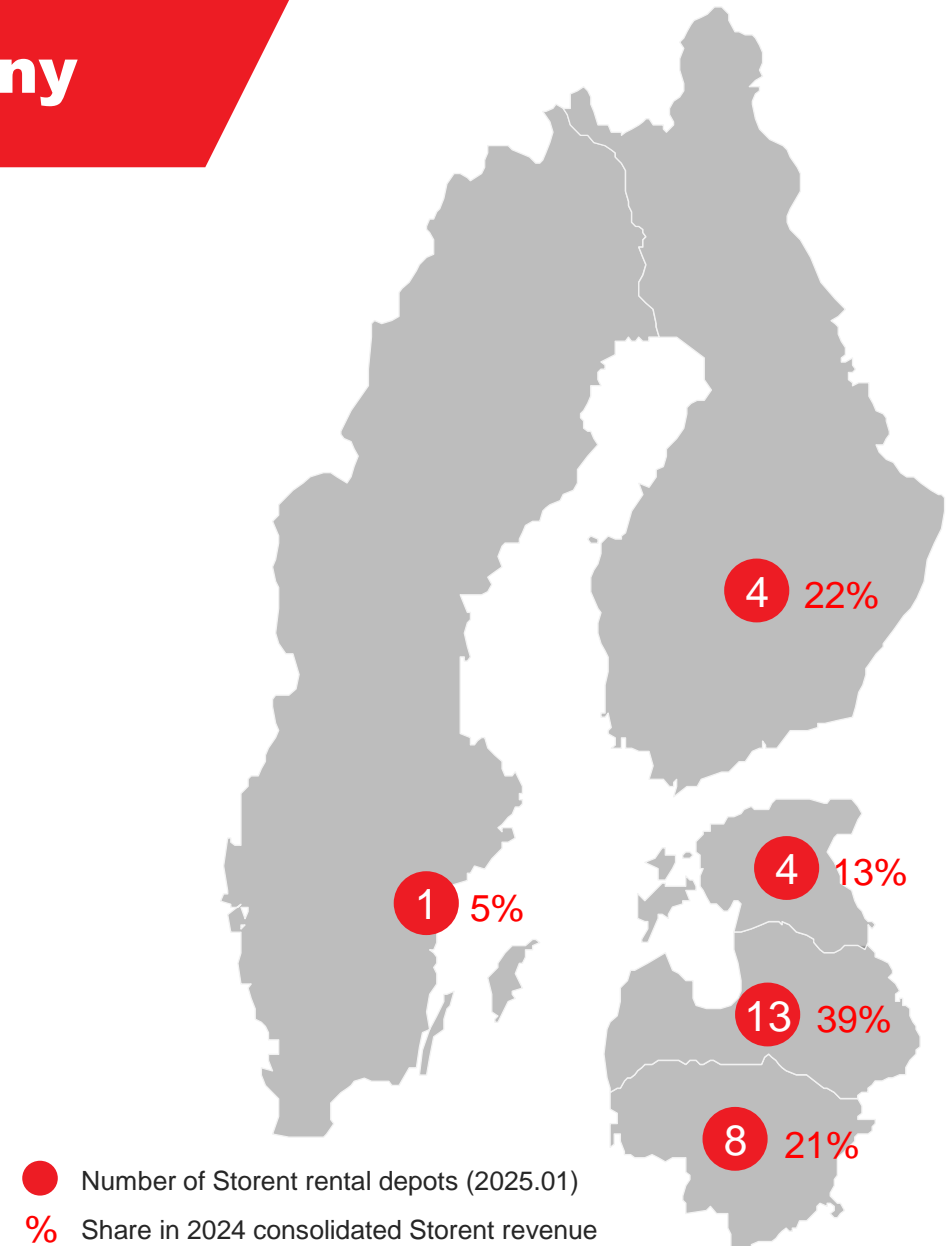 ny
4 22%
4 13%
1 5%
13 39%
8 21%
Number of Storent rental depots (2025.01)
% Share in 2024 consolidated Storent revenue